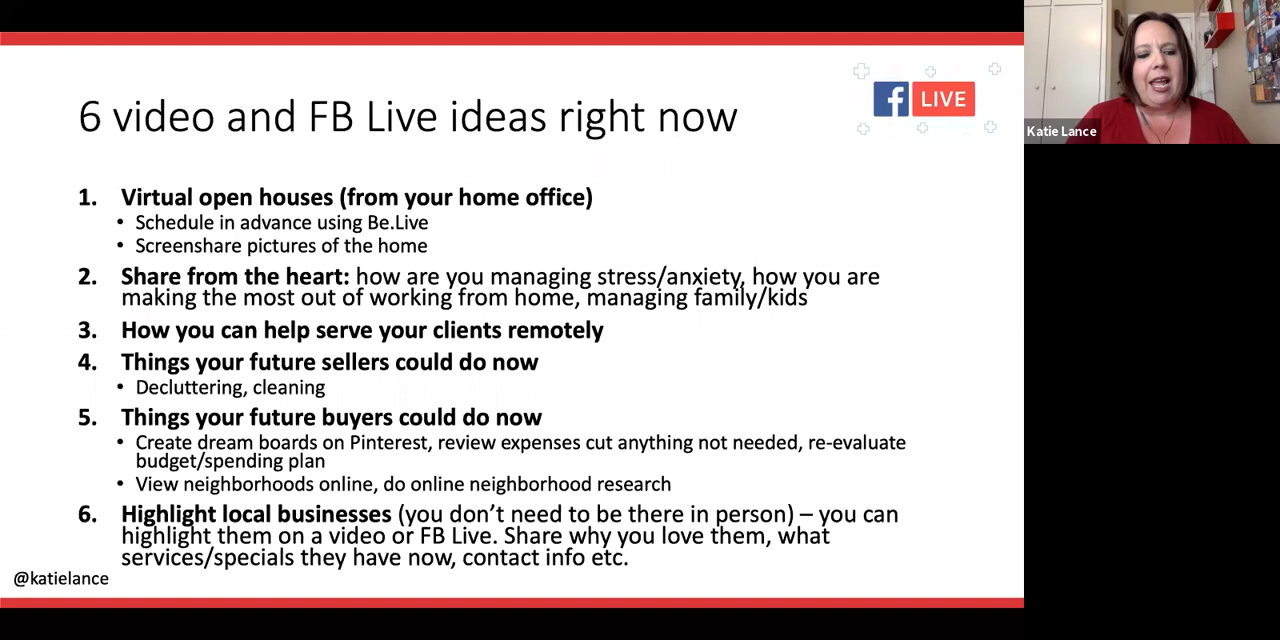 6 video and FB Live ideas right now
f LIVE
Katie Lance
1. Virtual open houses (from your home office)
• Schedule in advance using Be.Live
• Screenshare pictures of the home
2. Share from the heart: how are you managing stress/anxiety, how you are
making the most out of working from home, managing family/kids
3. How you can help serve your clients remotely
4. Things your future sellers could do now
• Decluttering, cleaning
5. Things your future buyers could do now
• Create dream boards on Pinterest, review expenses cut anything not needed, re-evaluate
budget/spending plan
• View neighborhoods online, do online neighborhood research
6. Highlight local businesses (you don’t need to be there in person) – you can
highlight them on a video or FB Live. Share why you love them, what
services/specials they have now, contact info etc.
@katielance